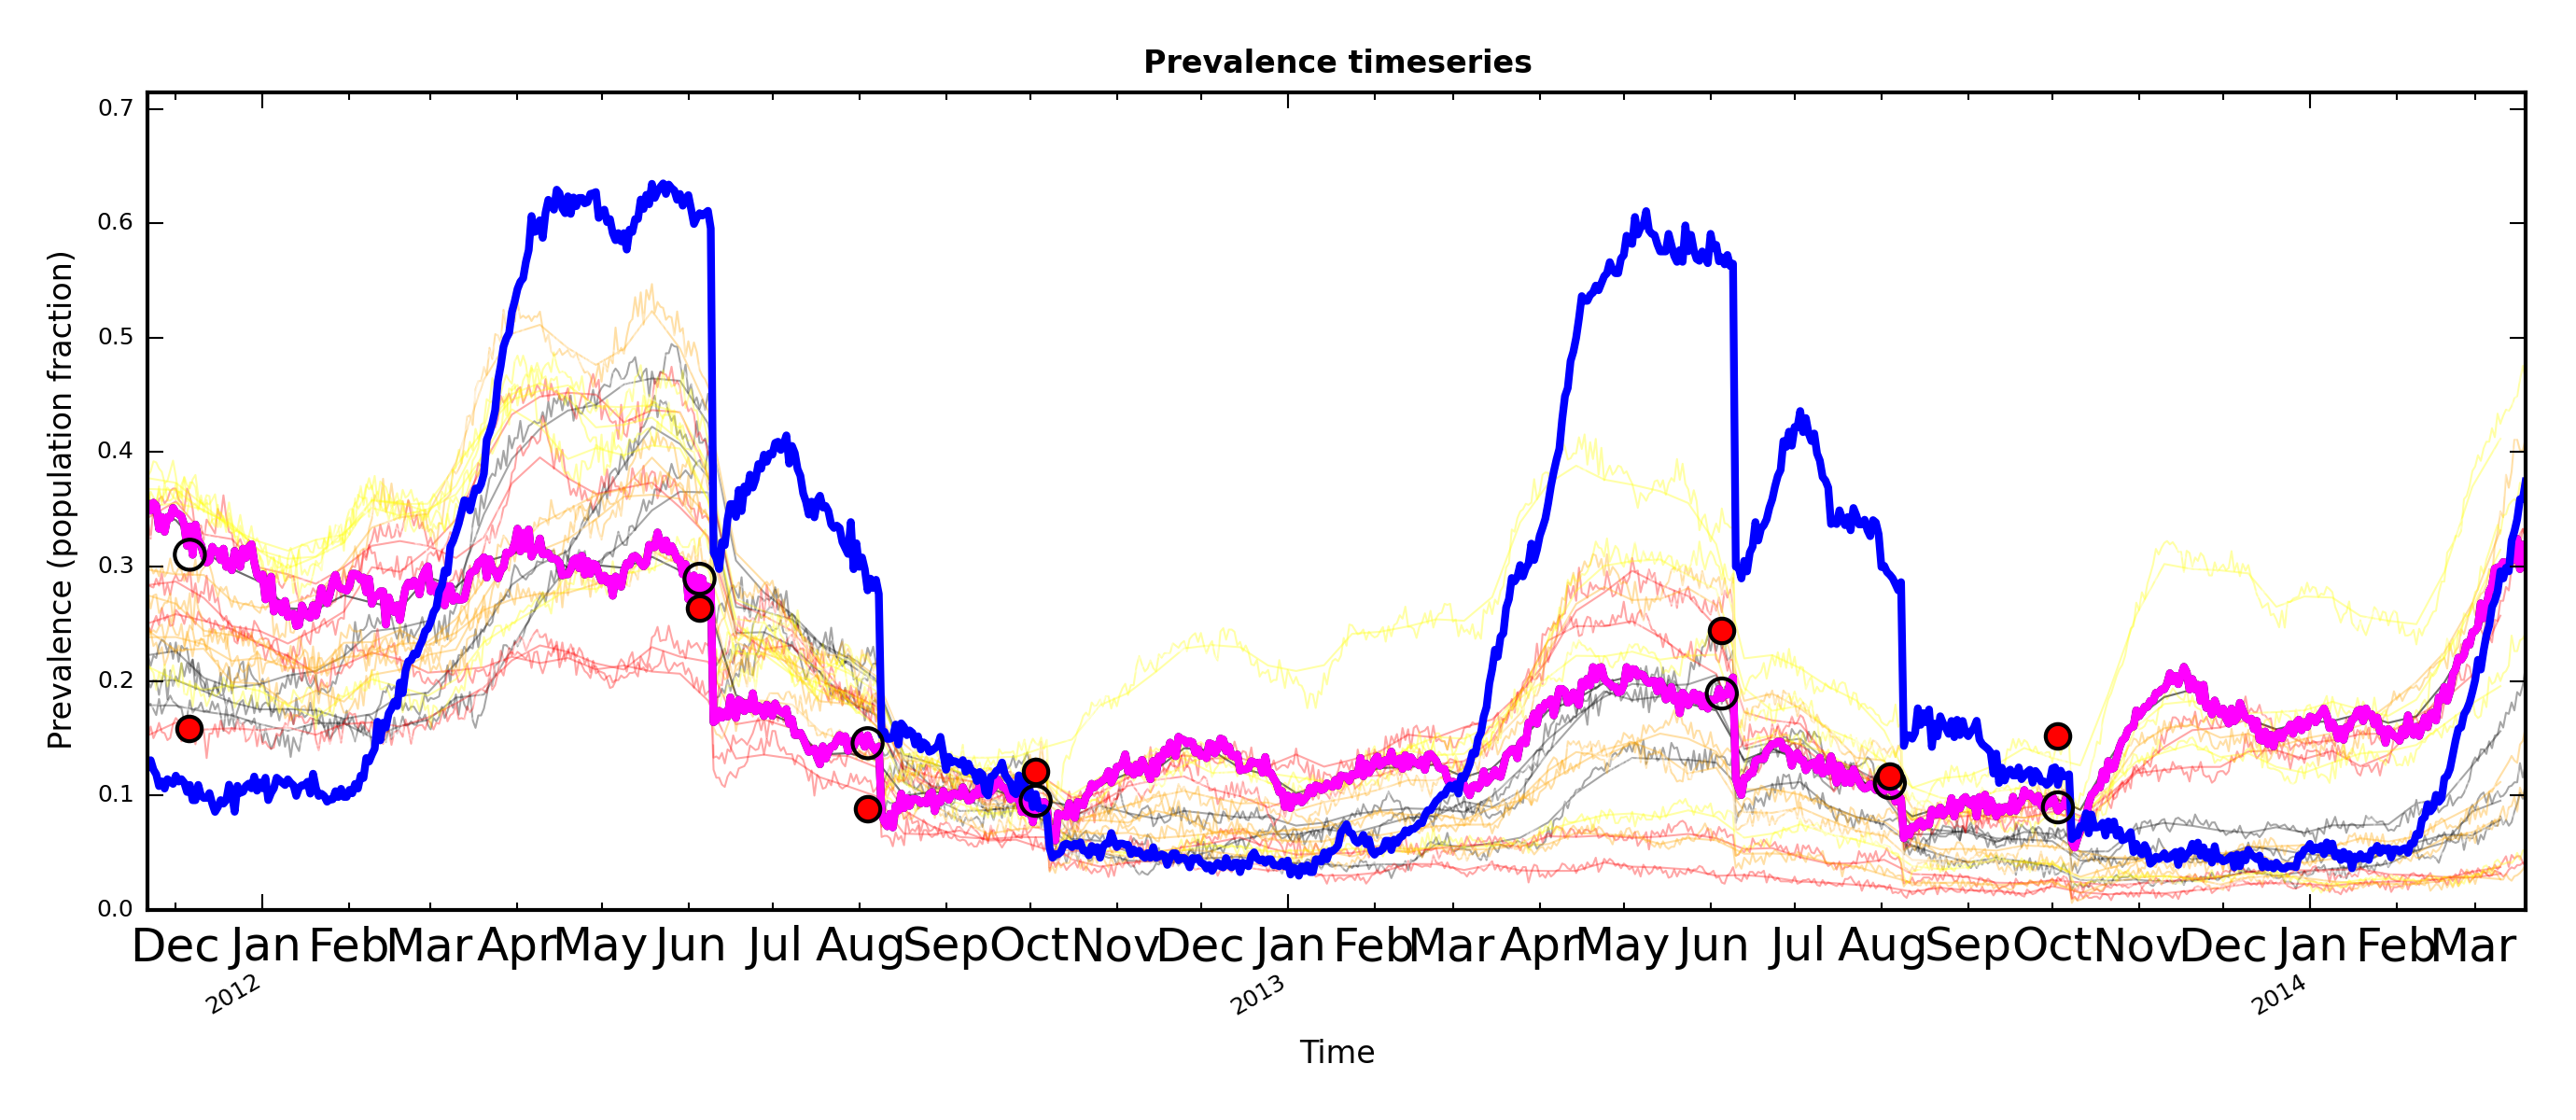 Prevalence timeseries
0.7
0.6
0.5
0.4
0.3
0.2
0.1
0.0
Prevalence (population fraction)
Dec Jan Feb Mar Apr May Jun Jul Aug Sep Oct Nov Dec Jan Feb Mar Apr May Jun Jul Aug Sep Oct Nov Dec Jan Feb Mar
2012 2013 2014
Time